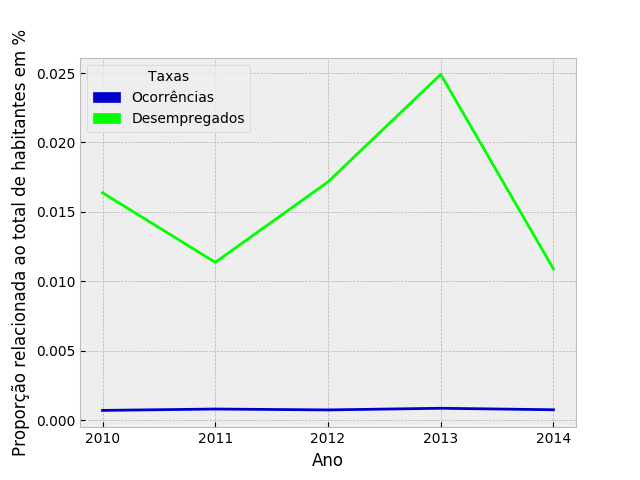 Proporção relacionada ao total de habitantes em %
0.025
0.020
0.015
0.010
0.005
0.000
Taxas
Ocorrências
Desempregados
2010 2011 2012 2013 2014
Ano